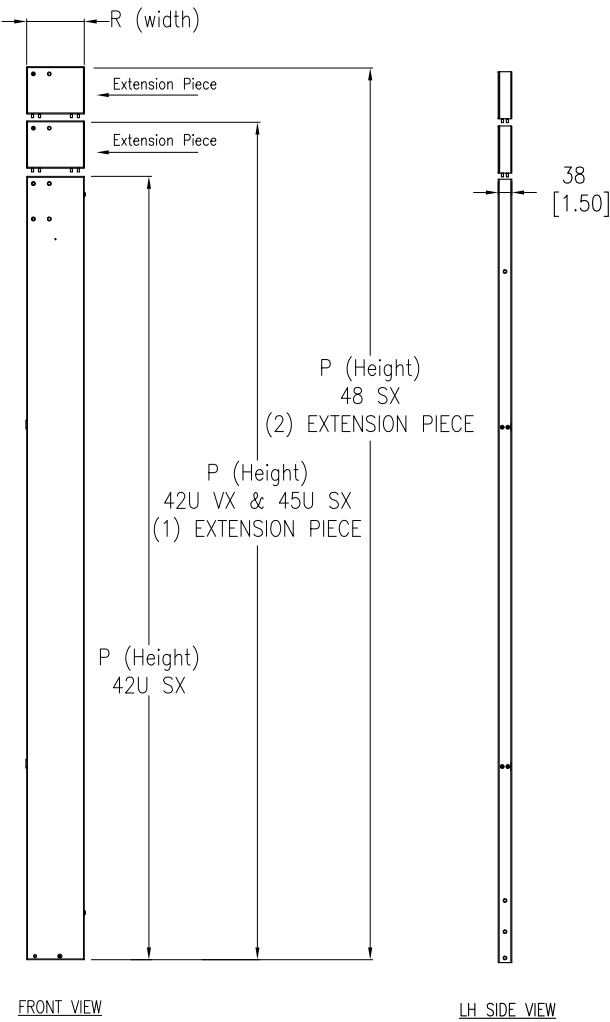 R (width)
Extension Piece
Extension Piece
38
[1.50]
P (Height)
48 SX
(2) EXTENSION PIECE
P (Height)
42U VX & 45U SX
(1) EXTENSION PIECE
P (Height)
42U SX
FRONT VIEW
LH SIDE VIEW